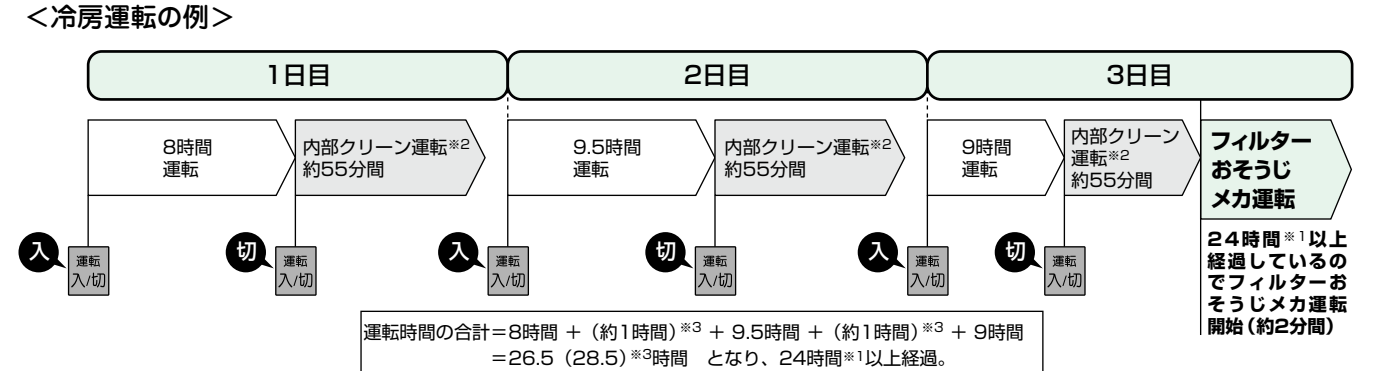 ＜冷房運転の例＞
1日目
2日目
3日目
8時間
運転
内部クリーン運転※2
約55分間
9.5時間
運転
内部クリーン運転※2
約55分間
9時間
運転
内部クリーン
運転※2
約55分間
フィルター
おそうじ
メカ運転
入
運転
入/切
切
運転
入/切
入
運転
入/切
切
運転
入/切
入
運転
入/切
切
運転
入/切
24時間※1以上
経過しているの
でフィルターお
そうじメカ運転
開始（約2分間）
運転時間の合計＝8時間 + （約1時間）※3 + 9.5時間 + （約1時間）※3 + 9時間
＝26.5（28.5）※3時間　となり、24時間※1以上経過。